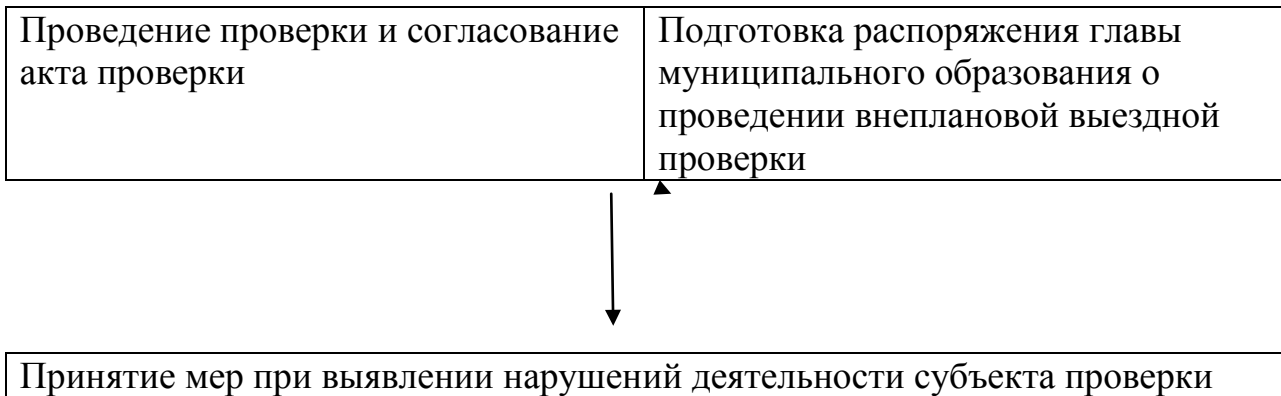 Проведение проверки и согласование
акта проверки
Подготовка распоряжения главы
муниципального образования о
проведении внеплановой выездной
проверки
Принятие мер при выявлении нарушений деятельности субъекта проверки